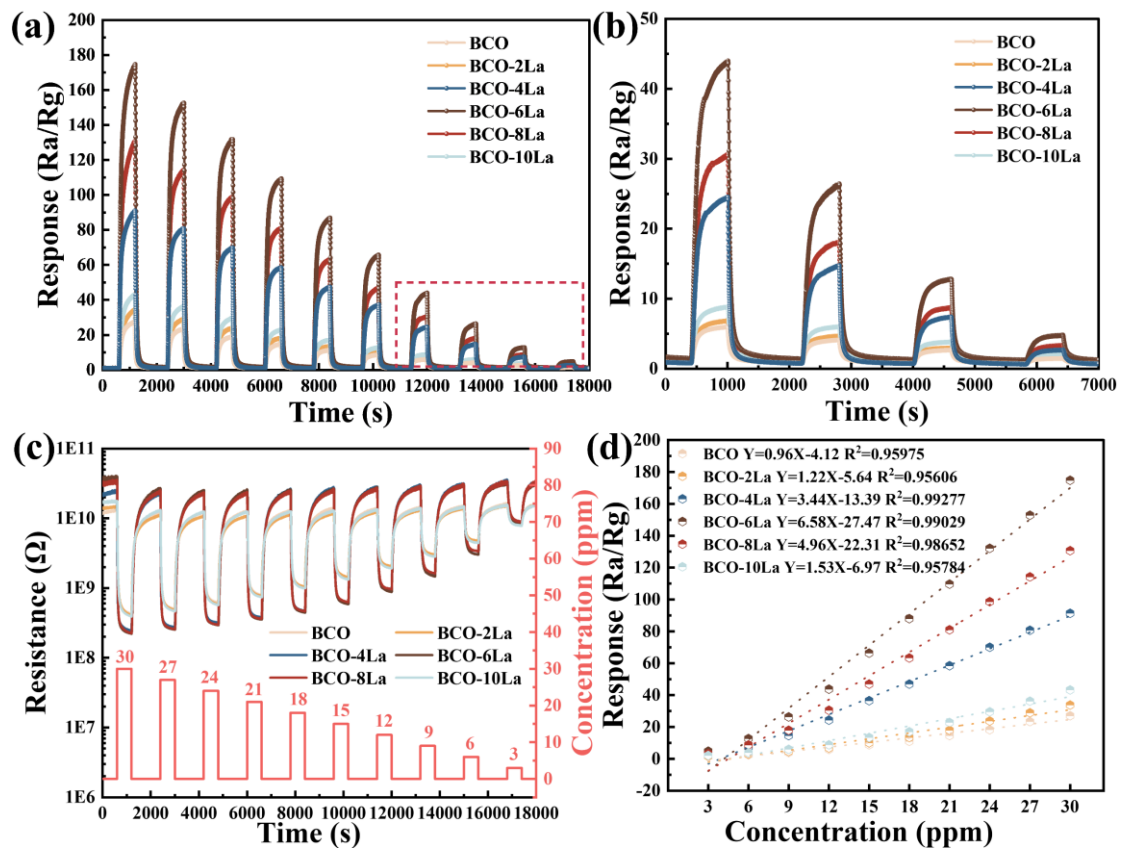 (a)
200
180
160
140
120
100
80
60
40
20
0
Response (Ra/Rg)
BCO
BCO-2La
BCO-4La
BCO-6La
BCO-8La
BCO-10La
0 2000 4000 6000 8000 10000 12000 14000 16000 18000
Time (s)
(b)
50
40
30
20
10
0
Response (Ra/Rg)
BCO
BCO-2La
BCO-4La
BCO-6La
BCO-8La
BCO-10La
0 1000 2000 3000 4000 5000 6000 7000
Time (s)
(c)
1E11
1E10
1E9
1E8
1E7
1E6
Resistance (Ω)
90
80
70
60
50
40
30
20
10
0
Concentration (ppm)
BCO BCO-2La
BCO-4La BCO-6La
BCO-8La BCO-10La
30 27 24 21 18 15 12 9 6 3
0 2000 4000 6000 8000 10000 12000 14000 16000 18000
Time (s)
(d)
200
180
160
140
120
100
80
60
40
20
0
-20
Response (Ra/Rg)
BCO Y=0.96X-4.12 R²=0.95975
BCO-2La Y=1.22X-5.64 R²=0.95606
BCO-4La Y=3.44X-13.39 R²=0.99277
BCO-6La Y=6.58X-27.47 R²=0.99029
BCO-8La Y=4.96X-22.31 R²=0.98652
BCO-10La Y=1.53X-6.97 R²=0.95784
3 6 9 12 15 18 21 24 27 30
Concentration (ppm)